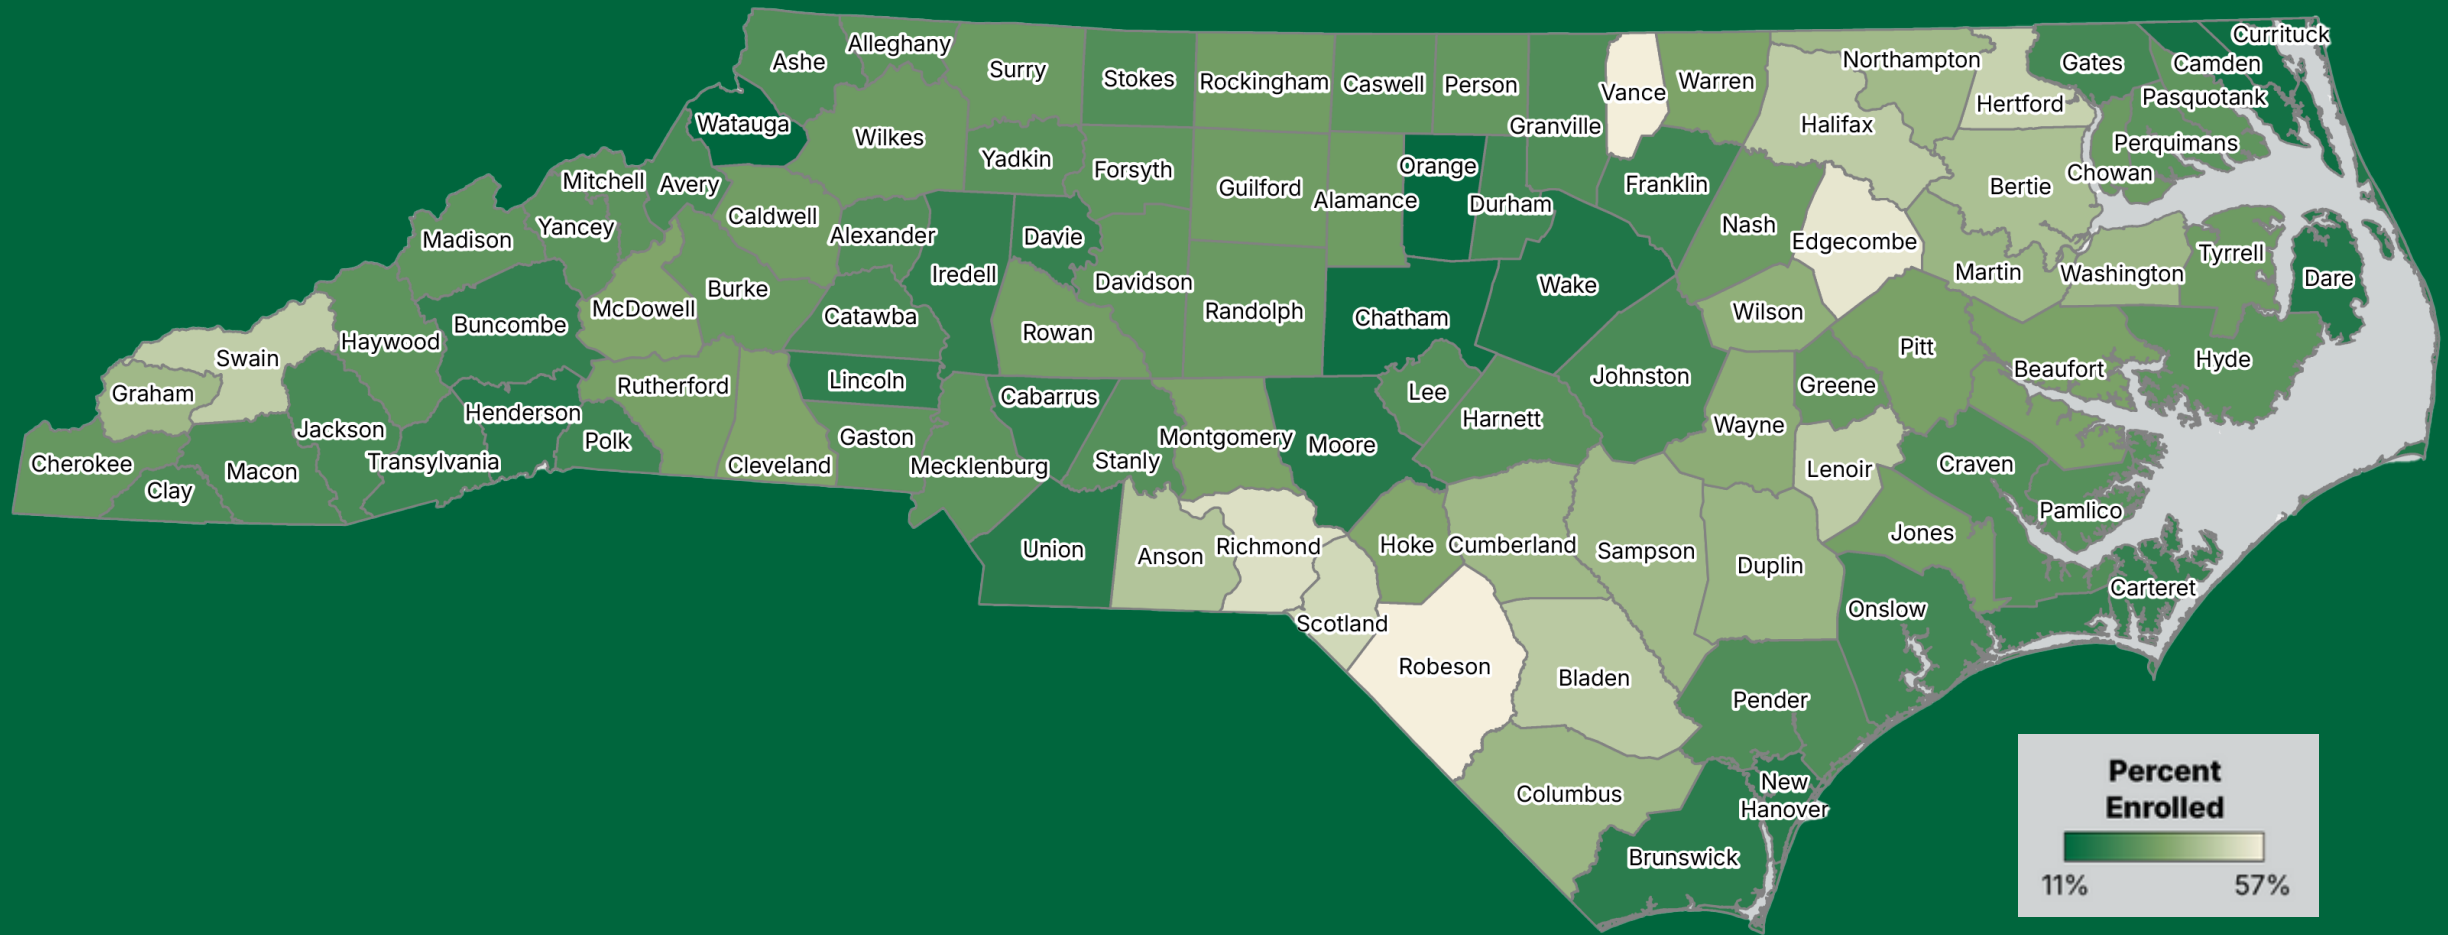 Currituck
Alleghany
Ashe
Northampton
Gates
Camden
Surry
Stokes
Rockingham
Caswell
Person
Vance
Warren
Pasquotank
Hertford
Watauga
Granville
Halifax
Wilkes
Perquimans
Yadkin
Forsyth
Orange
Chowan
Mitchell
Avery
Franklin
Bertie
Guilford
Alamance
Durham
Caldwell
Yancey
Nash
Madison
Alexander
Davie
Edgecombe
Tyrrell
Iredell
Martin
Washington
Dare
Davidson
Wake
Burke
McDowell
Randolph
Wilson
Catawba
Chatham
Buncombe
Rowan
Haywood
Pitt
Swain
Hyde
Beaufort
Johnston
Lincoln
Rutherford
Greene
Graham
Lee
Cabarrus
Henderson
Harnett
Wayne
Jackson
Polk
Gaston
Montgomery
Moore
Transylvania
Cherokee
Cleveland
Mecklenburg
Stanly
Craven
Macon
Lenoir
Clay
Pamlico
Jones
Union
Anson
Richmond
Hoke
Cumberland
Sampson
Duplin
Carteret
Onslow
Scotland
Robeson
Bladen
Pender
New
Hanover
Columbus
Brunswick
Percent
Enrolled
11% 57%